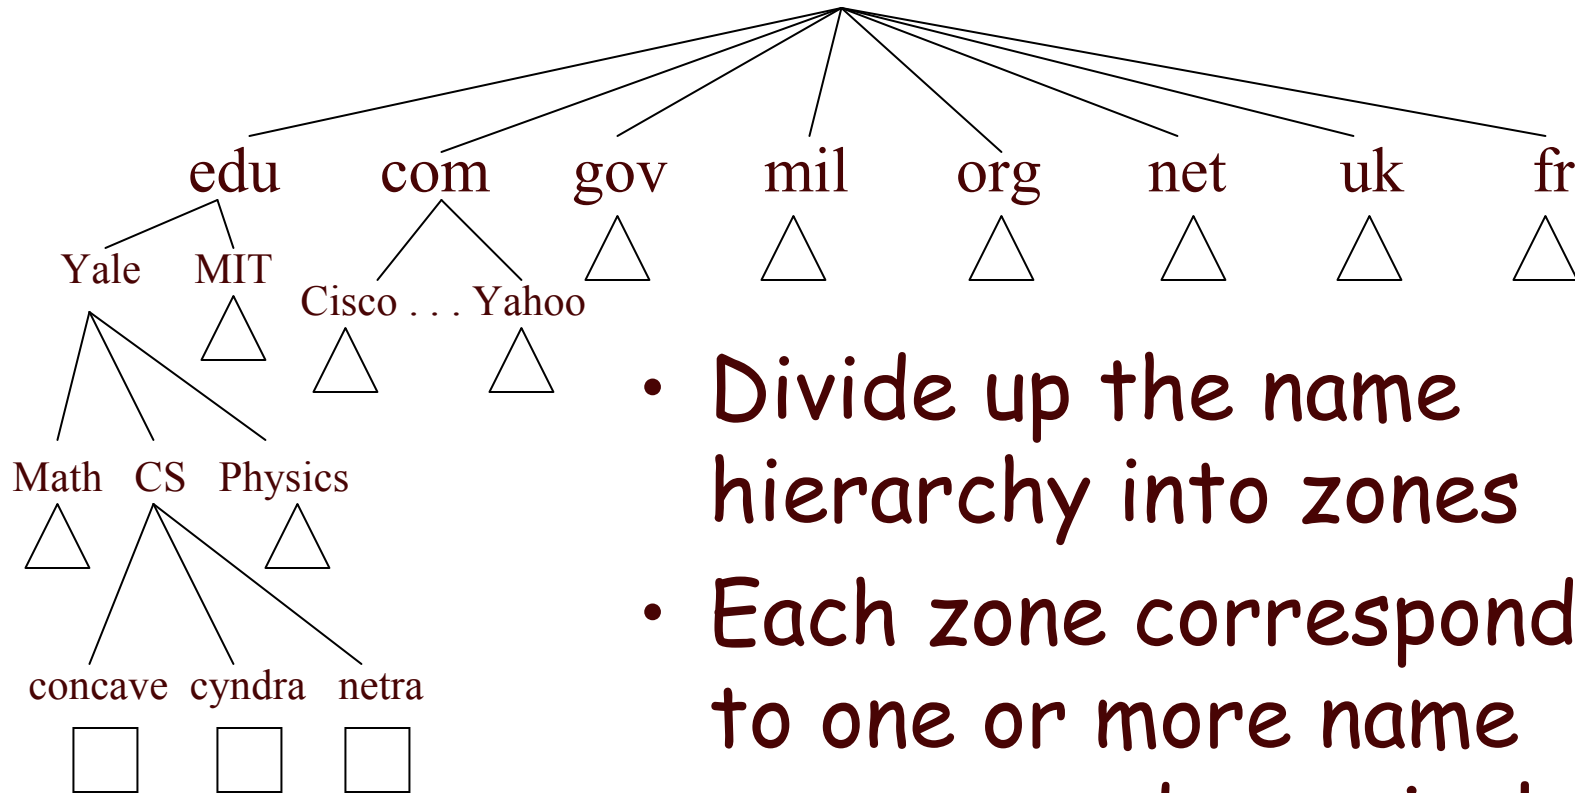 edu com gov mil org net uk fr
Yale MIT
Cisco . . . Yahoo
Math CS Physics
concave cyndra netra
• Divide up the name
hierarchy into zones
• Each zone correspond
to one or more name